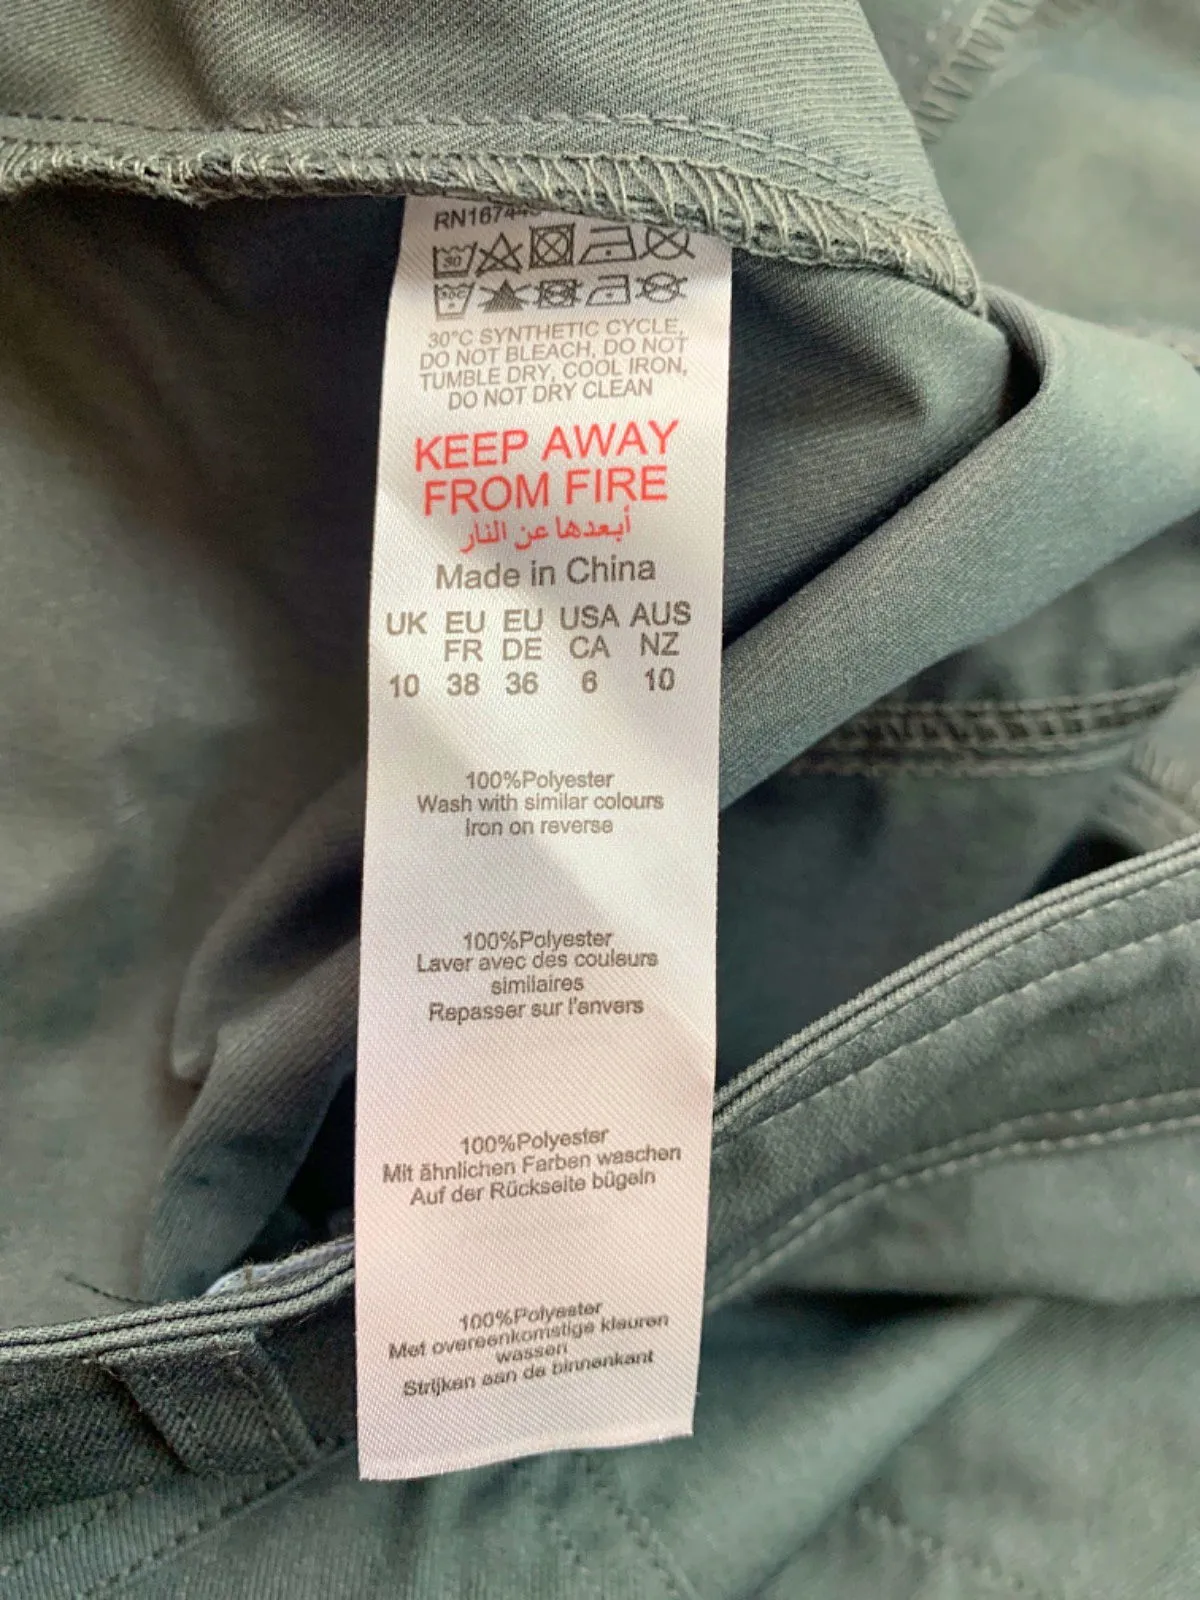 30
30°C SYNTHETIC CYCLE,
DO NOT BLEACH, DO NOT
TUMBLE DRY, COOL IRON,
DO NOT DRY CLEAN
KEEP AWAY
FROM FIRE
أبعدها عن النار
Made in China
UK EU EU USA AUS
FR DE CA NZ
10 38 36 6 10
100%Polyester
Wash with similar colours
Iron on reverse
100%Polyester
Laver avec des couleurs
similaires
Repasser sur l'envers
100%Polyester
Mit ähnlichen Farben waschen
Auf der Rückseite bügeln
100%Polyester
Met overeenkomstige kleuren
wassen
Strijken aan de binnenkant